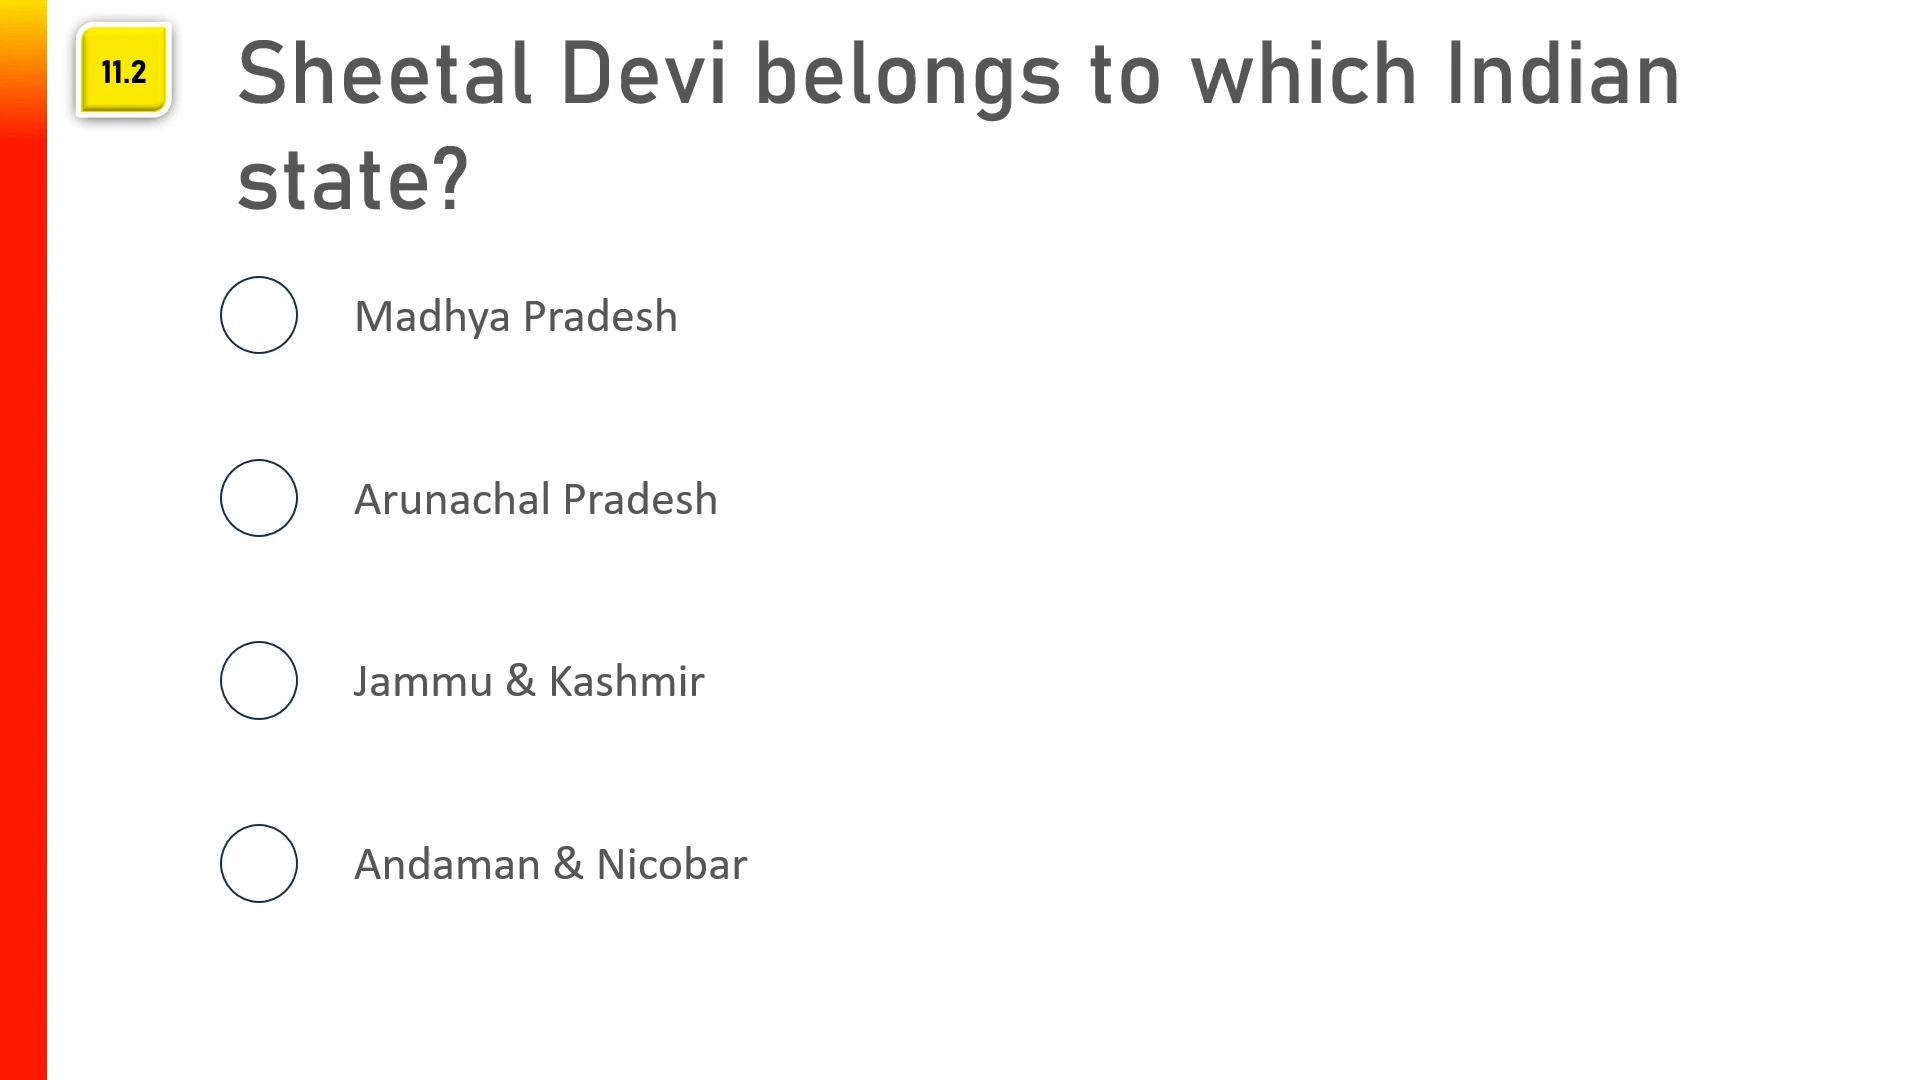 11.2
Sheetal Devi belongs to which Indian
state?
Madhya Pradesh
Arunachal Pradesh
Jammu & Kashmir
Andaman & Nicobar